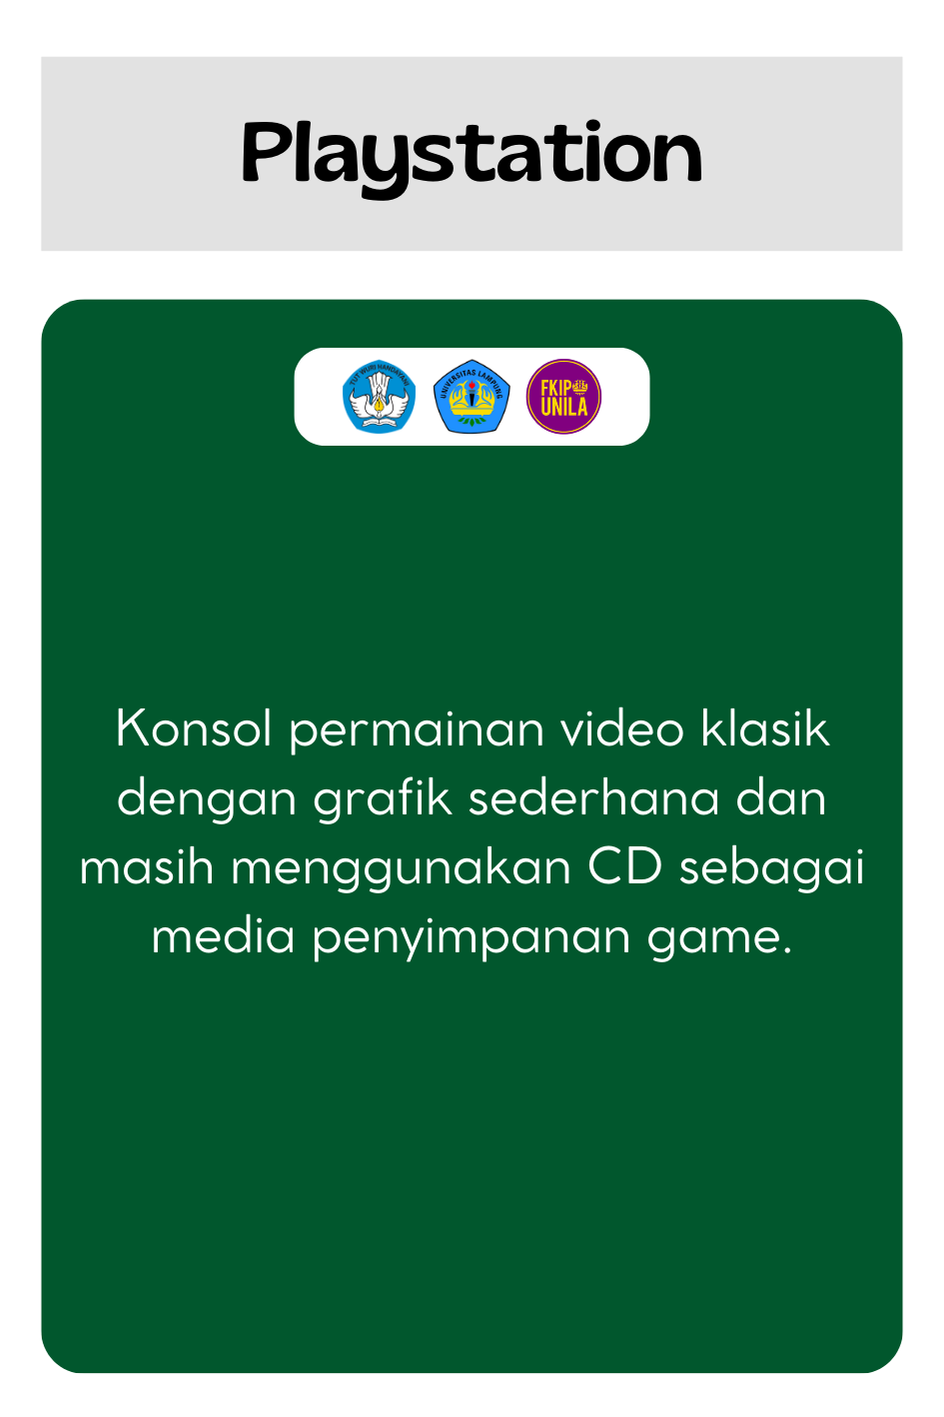 Playstation
TUT WURI HANDAYANI
UNIVERSITAS LAMPUNG
FKIP
UNILA
Konsol permainan video klasik
dengan grafik sederhana dan
masih menggunakan CD sebagai
media penyimpanan game.